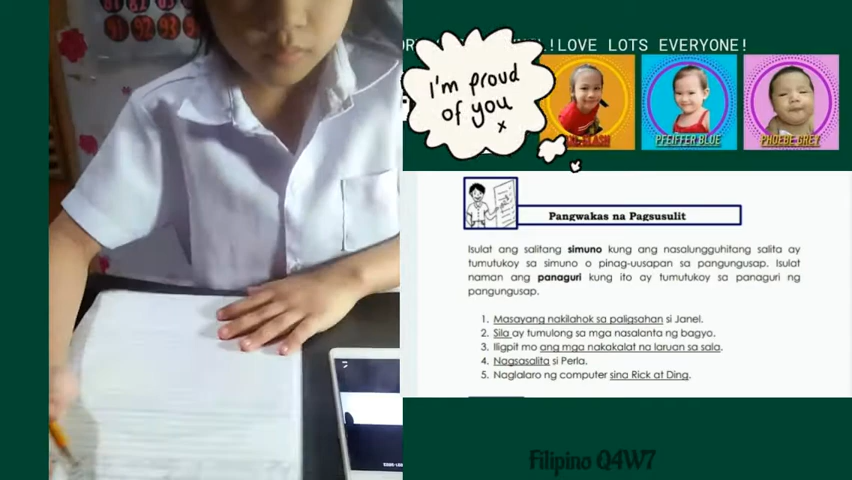 !LOVE LOTS EVERYONE!
I'm proud
of you
x
PFEIFFER BLUE
PHOEBE GREY
Pangwakas na Pagsusulit
Isulat ang salitang simuno kung ang nasalungguhitang salita ay
tumutukoy sa simuno o pinag-uusapan sa pangungusap. Isulat
naman ang panaguri kung ito ay tumutukoy sa panaguri ng
pangungusap.
1. Masayang nakilahok sa paligsahan si Janel.
2. Sila ay tumulong sa mga nasalanta ng bagyo.
3. Iligpit mo ang mga nakakalat na laruan sa sala.
4. Nagsasalita si Perla.
5. Naglalaro ng computer sina Rick at Ding.
Filipino Q4W7